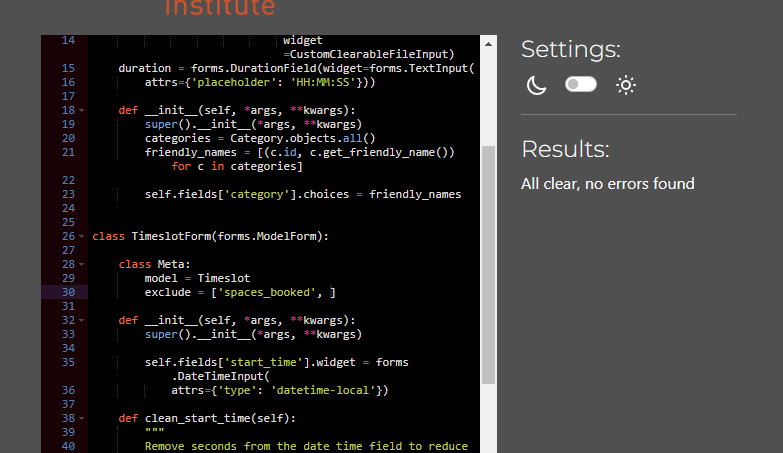 Institute
14 widget
=CustomClearableFileInput)
15 duration = forms.DurationField(widget=forms.TextInput(
16 attrs={'placeholder': 'HH:MM:SS'}))
17
18 def __init__(self, *args, **kwargs):
19 super().__init__(*args, **kwargs)
20 categories = Category.objects.all()
21 friendly_names = [(c.id, c.get_friendly_name())
for c in categories]
22
23 self.fields['category'].choices = friendly_names
24
25
26 class TimeslotForm(forms.ModelForm):
27
28 class Meta:
29 model = Timeslot
30 exclude = ['spaces_booked', ]
31
32 def __init__(self, *args, **kwargs):
33 super().__init__(*args, **kwargs)
34
35 self.fields['start_time'].widget = forms
.DateTimeInput(
36 attrs={'type': 'datetime-local'})
37
38 def clean_start_time(self):
39 """
40 Remove seconds from the date time field to reduce
Settings:
Results:
All clear, no errors found